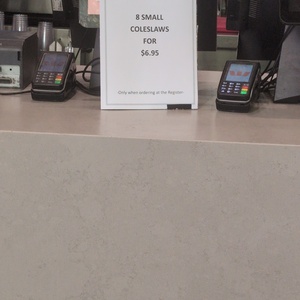 8 SMALL
COLESLAWS
FOR
$6.95
Only when ordering at the Register